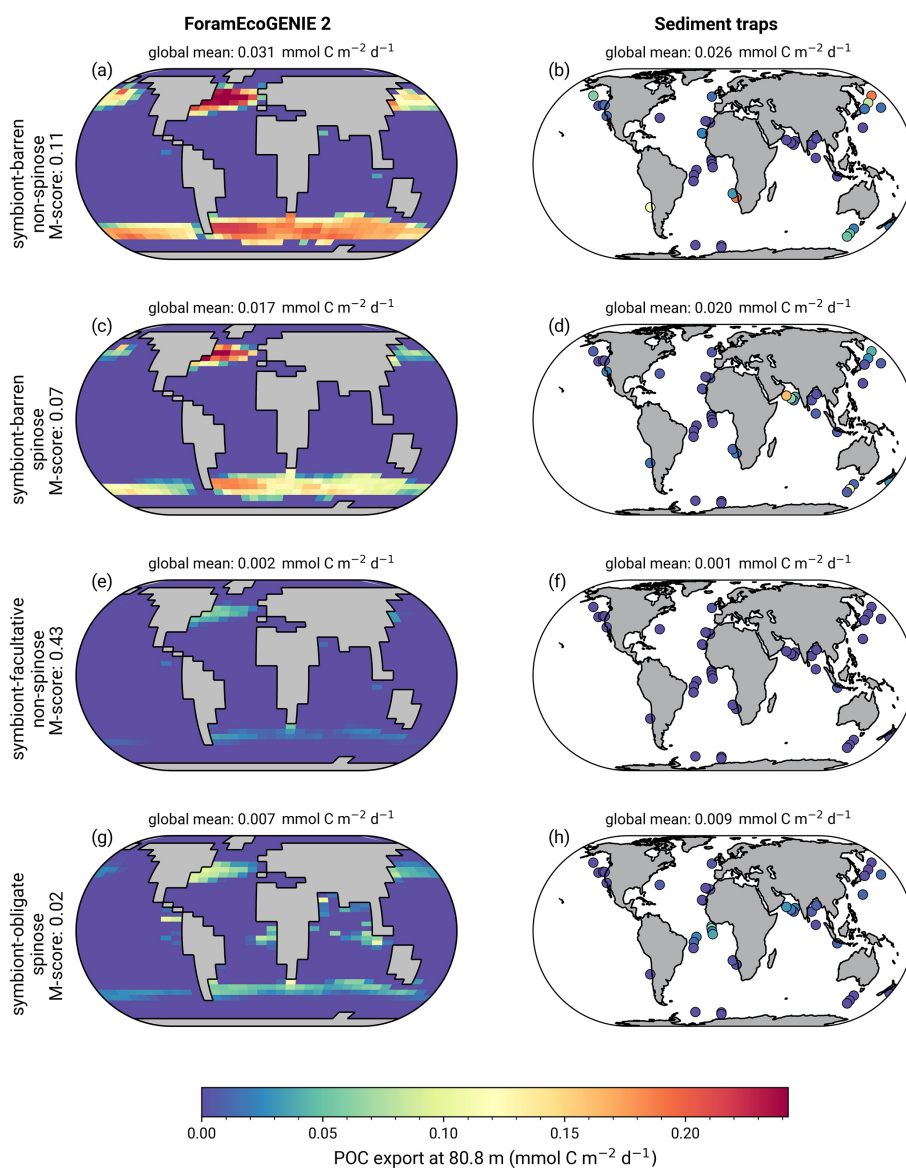 ForamEcoGENIE 2
Sediment traps
global mean: 0.031 mmol C m⁻² d⁻¹
global mean: 0.026 mmol C m⁻² d⁻¹
(a)
(b)
symbiont-barren
non-spinose
M-score: 0.11
global mean: 0.017 mmol C m⁻² d⁻¹
global mean: 0.020 mmol C m⁻² d⁻¹
(c)
(d)
symbiont-barren
spinose
M-score: 0.07
global mean: 0.002 mmol C m⁻² d⁻¹
global mean: 0.001 mmol C m⁻² d⁻¹
(e)
(f)
symbiont-facultative
non-spinose
M-score: 0.43
global mean: 0.007 mmol C m⁻² d⁻¹
global mean: 0.009 mmol C m⁻² d⁻¹
(g)
(h)
symbiont-obligate
spinose
M-score: 0.02
0.00 0.05 0.10 0.15 0.20
POC export at 80.8 m (mmol C m⁻² d⁻¹)